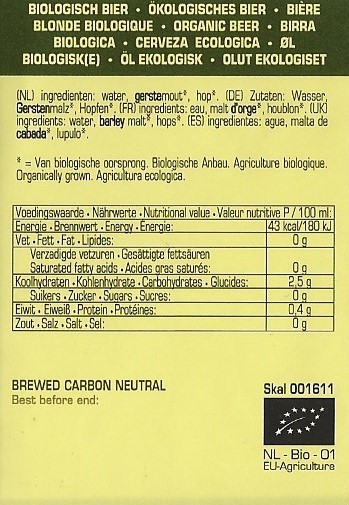 BIOLOGISCH BIER • ÖKOLOGISCHES BIER • BIÈRE
BLONDE BIOLOGIQUE • ORGANIC BEER • BIRRA
BIOLOGICA • CERVEZA ECOLOGICA • ØL
BIOLOGISK(E) • ÖL EKOLOGISK • OLUT EKOLOGISET
(NL) ingredienten: water, gerstemout*, hop*. (DE) Zutaten: Wasser,
Gerstenmalz*, Hopfen*. (FR) ingredients: eau, malt d'orge*, houblon*. (UK)
ingredients: water, barley malt*, hops*. (ES) ingredientes: agua, malta de
cabada*, lupulo*.
* = Van biologische oorsprong. Biologische Anbau. Agriculture biologique.
Organically grown. Agricultura ecologica.
Voedingswaarde • Nährwerte • Nutritional value • Valeur nutritive P / 100 ml:
Energie • Brennwert • Energy • Énergie: 43 kcal/180 kJ
Vet • Fett • Fat • Lipides: 0 g
Verzadigde vetzuren • Gesättigte fettsäuren
Saturated fatty acids • Acides gras saturés: 0 g
Koolhydraten • Kohlenhydrate • Carbohydrates • Glucides: 2,5 g
Suikers • Zucker • Sugars • Sucres: 0 g
Eiwit • Eiweiß • Protein • Protéines: 0,4 g
Zout • Salz • Salt • Sel: 0 g
BREWED CARBON NEUTRAL
Best before end:
Skal 001611
NL - Bio - 01
EU-Agriculture